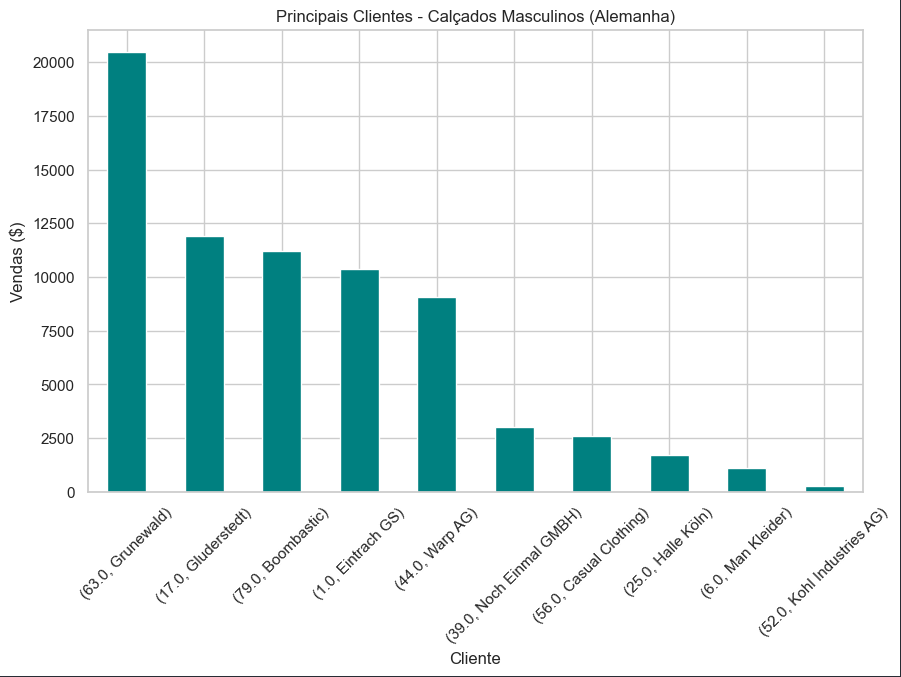 Principais Clientes - Calçados Masculinos (Alemanha)
Vendas ($)
20000
17500
15000
12500
10000
7500
5000
2500
0
(63.0, Grunewald)
(17.0, Gluderstedt)
(79.0, Boombastic)
(1.0, Eintrach GS)
(44.0, Warp AG)
(39.0, Noch Einmal GMBH)
(56.0, Casual Clothing)
(25.0, Halle Köln)
(6.0, Man Kleider)
(52.0, Kohl Industries AG)
Cliente